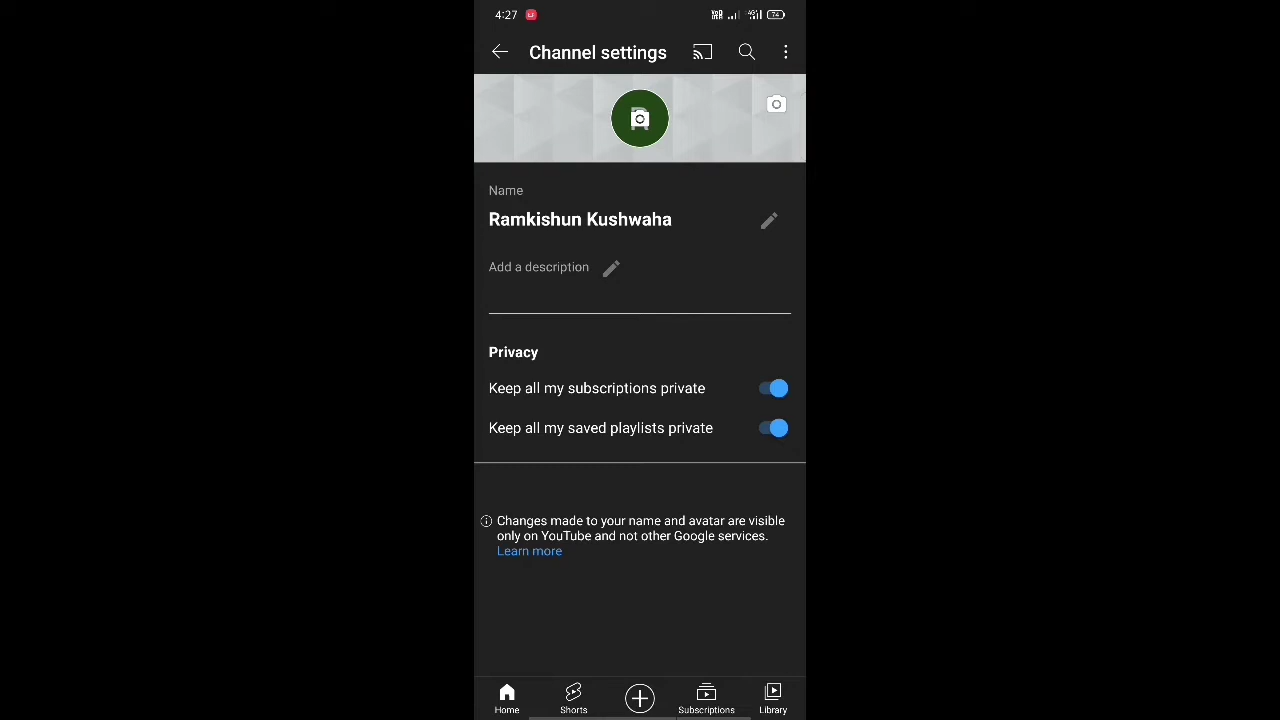 4:27
74
Channel settings
Name
Ramkishun Kushwaha
Add a description
Privacy
Keep all my subscriptions private
Keep all my saved playlists private
Changes made to your name and avatar are visible
only on YouTube and not other Google services.
Learn more
Home Shorts Subscriptions Library